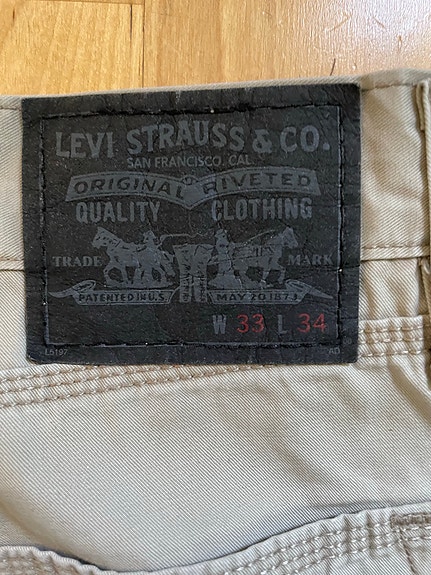 LEVI STRAUSS & CO.
SAN FRANCISCO, CAL
ORIGINAL RIVETED
QUALITY CLOTHING
TRADE MARK
PATENTED IN U.S. MAY 20 1873
W 33 L 34
L5197